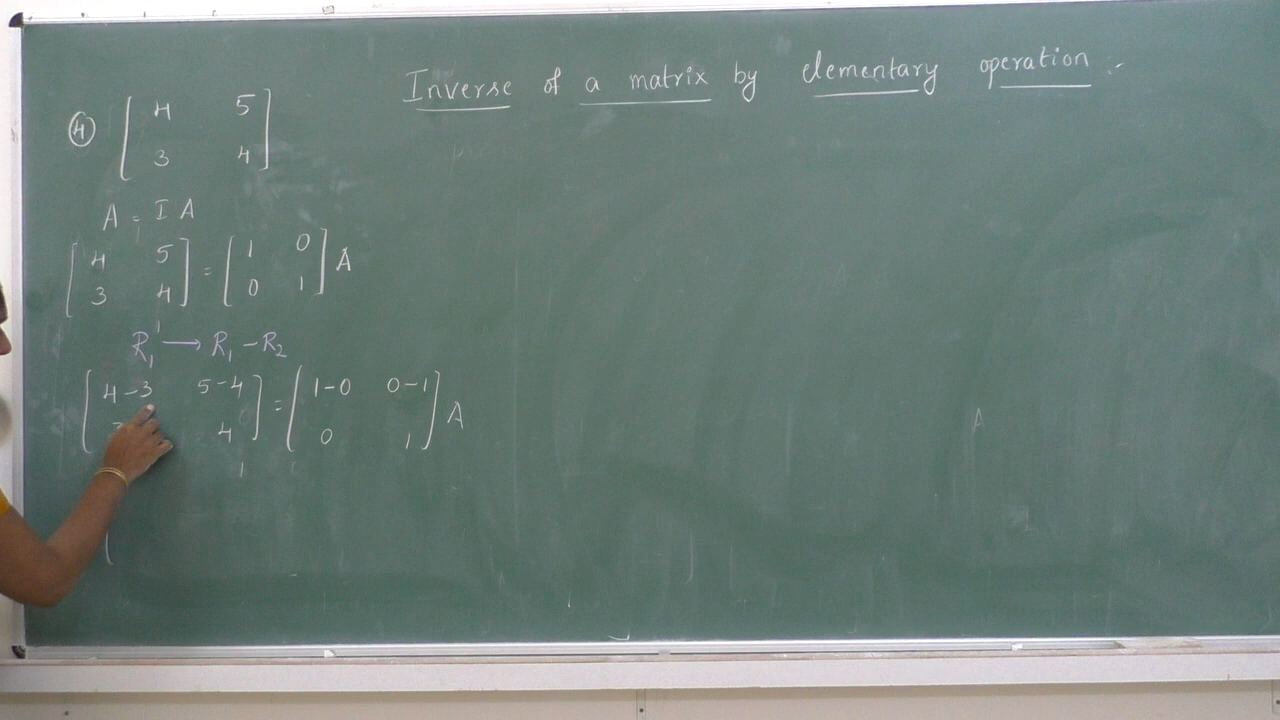 Inverse of a matrix by elementary operation :-
④ [ 4 5
3 4 ]
A = I A
[ 4 5
3 4 ] = [ 1 0
0 1 ] A
R₁ → R₁ - R₂
[ 4-3 5-4
4 ] = [ 1-0 0-1
0 1 ] A